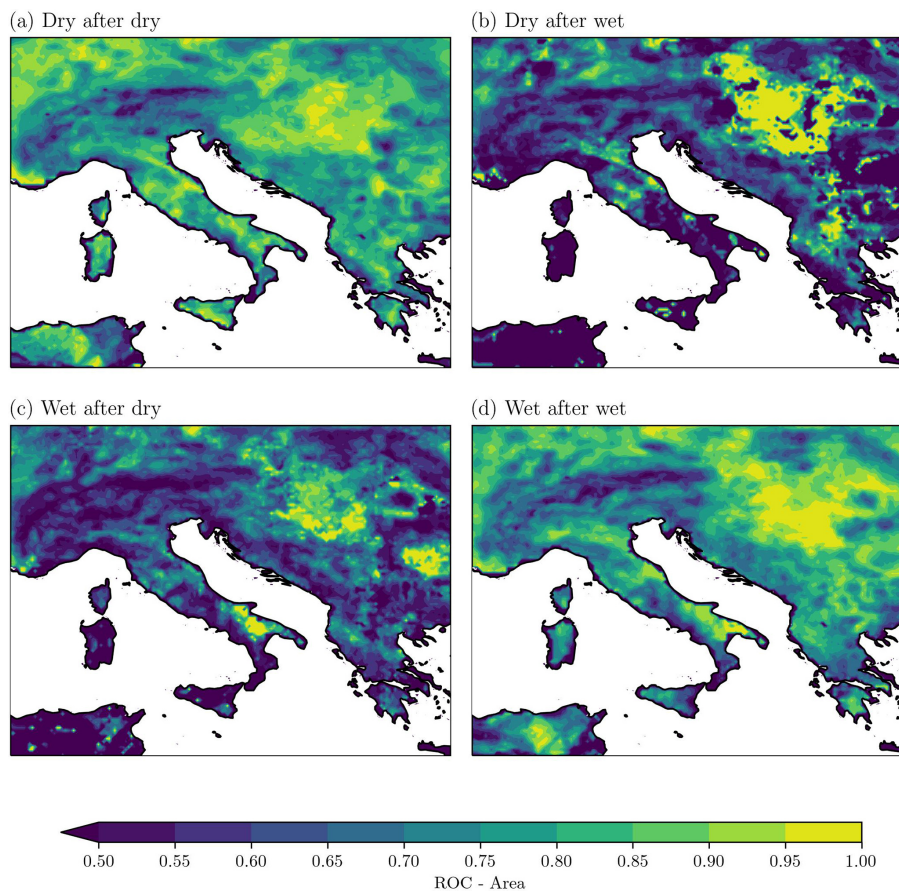 (a) Dry after dry
(b) Dry after wet
(c) Wet after dry
(d) Wet after wet
0.50 0.55 0.60 0.65 0.70 0.75 0.80 0.85 0.90 0.95 1.00
ROC - Area